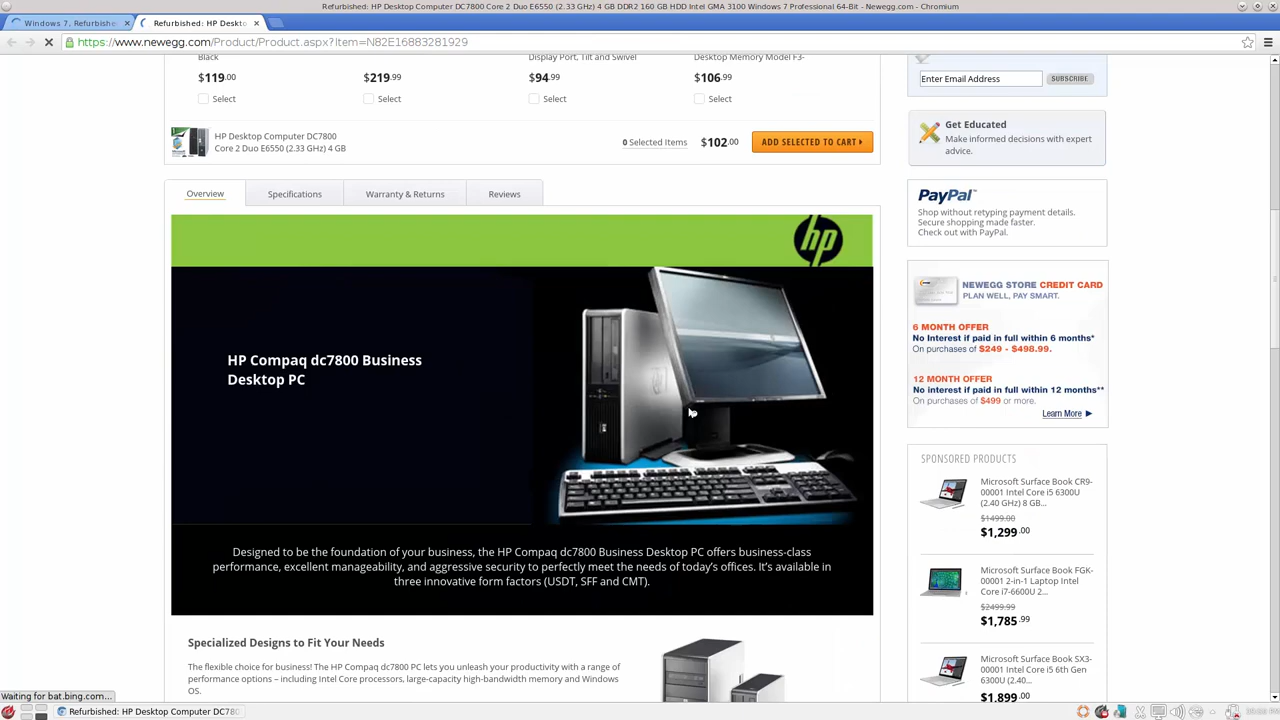 Refurbished: HP Desktop Computer DC7800 Core 2 Duo E6550 (2.33 GHz) 4 GB DDR2 160 GB HDD Intel GMA 3100 Windows 7 Professional 64-Bit - Newegg.com - Chromium
Windows 7, Refurbishe
Refurbished: HP Deskto
https://www.newegg.com/Product/Product.aspx?Item=N82E16883281929
Black
Display Port, Tilt and Swivel
Desktop Memory Model F3-
$119.00
$219.99
$94.99
$106.99
Select
Select
Select
Select
HP Desktop Computer DC7800
Core 2 Duo E6550 (2.33 GHz) 4 GB
0 Selected Items
$102.00
ADD SELECTED TO CART
Overview
Specifications
Warranty & Returns
Reviews
hp
HP Compaq dc7800 Business
Desktop PC
Designed to be the foundation of your business, the HP Compaq dc7800 Business Desktop PC offers business-class
performance, excellent manageability, and aggressive security to perfectly meet the needs of today's offices. It's available in
three innovative form factors (USDT, SFF and CMT).
Specialized Designs to Fit Your Needs
The flexible choice for business! The HP Compaq dc7800 PC lets you unleash your productivity with a range of
performance options – including Intel Core processors, large-capacity high-bandwidth memory and Windows
OS.
Enter Email Address
SUBSCRIBE
Get Educated
Make informed decisions with expert
advice.
PayPal™
Shop without retyping payment details.
Secure shopping made faster.
Check out with PayPal.
NEWEGG STORE CREDIT CARD
PLAN WELL, PAY SMART.
6 MONTH OFFER
No Interest if paid in full within 6 months*
On purchases of $249 - $498.99.
12 MONTH OFFER
No interest if paid in full within 12 months**
On purchases of $499 or more.
Learn More
SPONSORED PRODUCTS
Microsoft Surface Book CR9-
00001 Intel Core i5 6300U
(2.40 GHz) 8 GB...
$1499.00
$1,299.00
Microsoft Surface Book FGK-
00001 2-in-1 Laptop Intel
Core i7-6600U 2...
$2499.99
$1,785.99
Microsoft Surface Book SX3-
00001 Intel Core i5 6th Gen
6300U (2.40...
$1,899.00
Waiting for bat.bing.com...
Refurbished: HP Desktop Computer DC780